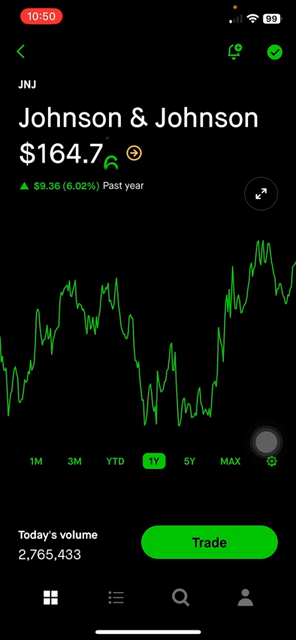 10:50
99
JNJ
Johnson & Johnson
$164.76
▲ $9.36 (6.02%) Past year
1M 3M YTD 1Y 5Y MAX
Today's volume
2,765,433
Trade